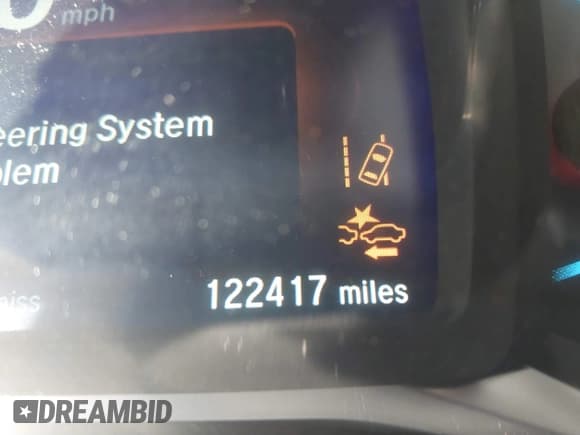 mph
eering System
blem
122417 miles
DREAMBID